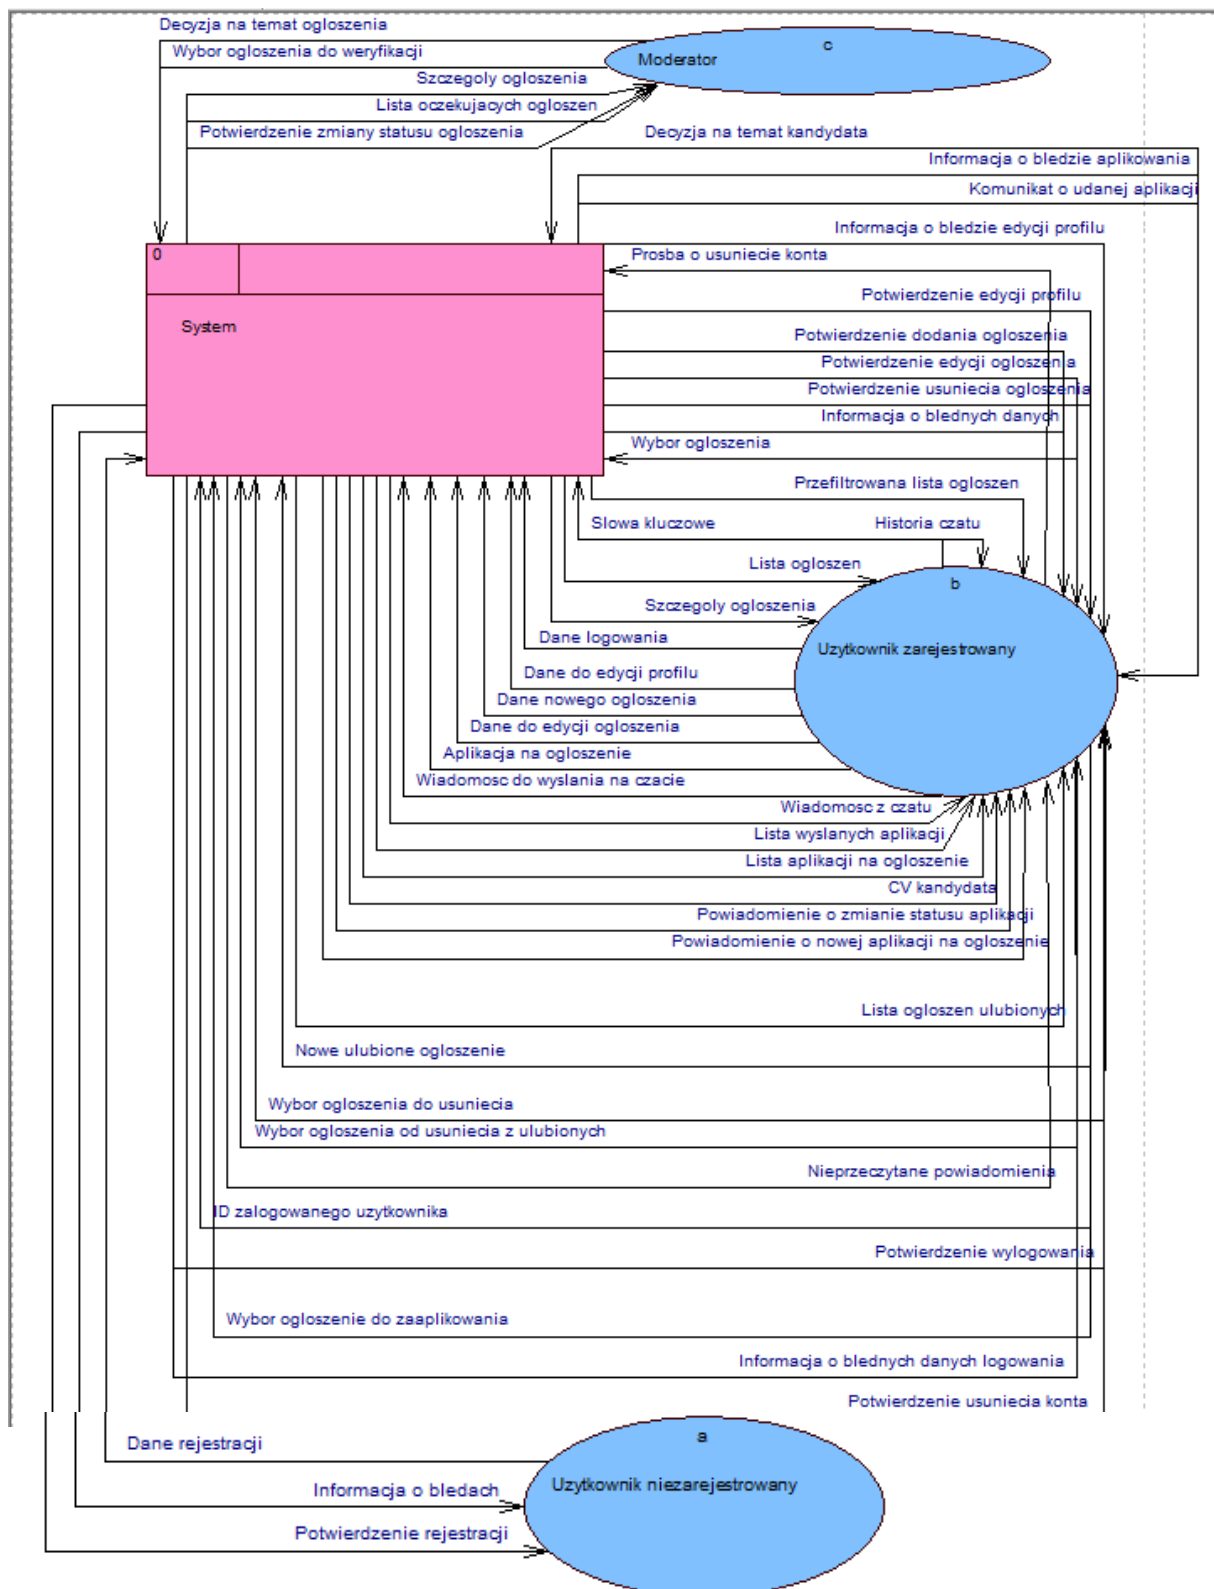 Decyzja na temat ogloszenia
Wybor ogloszenia do weryfikacji
c
Moderator
Szczegoly ogloszenia
Lista oczekujacych ogloszen
Potwierdzenie zmiany statusu ogloszenia
Decyzja na temat kandydata
Informacja o bledzie aplikowania
Komunikat o udanej aplikacji
Informacja o bledzie edycji profilu
0
Prosba o usuniecie konta
Potwierdzenie edycji profilu
System
Potwierdzenie dodania ogloszenia
Potwierdzenie edycji ogloszenia
Potwierdzenie usuniecia ogloszenia
Informacja o blednych danych
Wybor ogloszenia
Przefiltrowana lista ogloszen
Slowa kluczowe
Historia czatu
Lista ogloszen
b
Szczegoly ogloszenia
Dane logowania
Uzytkownik zarejestrowany
Dane do edycji profilu
Dane nowego ogloszenia
Dane do edycji ogloszenia
Aplikacja na ogloszenie
Wiadomosc do wyslania na czacie
Wiadomosc z czatu
Lista wyslanych aplikacji
Lista aplikacji na ogloszenie
CV kandydata
Powiadomienie o zmianie statusu aplikacji
Powiadomienie o nowej aplikacji na ogloszenie
Lista ogloszen ulubionych
Nowe ulubione ogloszenie
Wybor ogloszenia do usuniecia
Wybor ogloszenia od usuniecia z ulubionych
Nieprzeczytane powiadomienia
ID zalogowanego uzytkownika
Potwierdzenie wylogowania
Wybor ogloszenie do zaaplikowania
Informacja o blednych danych logowania
Potwierdzenie usuniecia konta
Dane rejestracji
a
Uzytkownik niezarejestrowany
Informacja o bledach
Potwierdzenie rejestracji